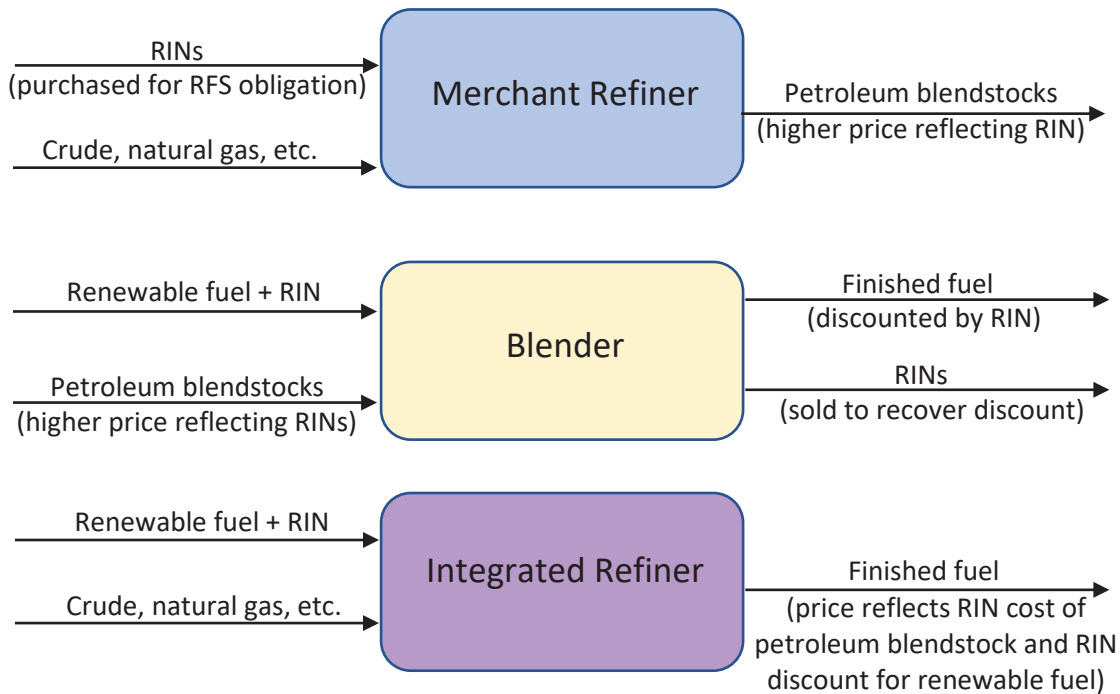 RINs
(purchased for RFS obligation)
Crude, natural gas, etc.
Merchant Refiner
Petroleum blendstocks
(higher price reflecting RIN)
Renewable fuel + RIN
Petroleum blendstocks
(higher price reflecting RINs)
Blender
Finished fuel
(discounted by RIN)
RINs
(sold to recover discount)
Renewable fuel + RIN
Crude, natural gas, etc.
Integrated Refiner
Finished fuel
(price reflects RIN cost of
petroleum blendstock and RIN
discount for renewable fuel)